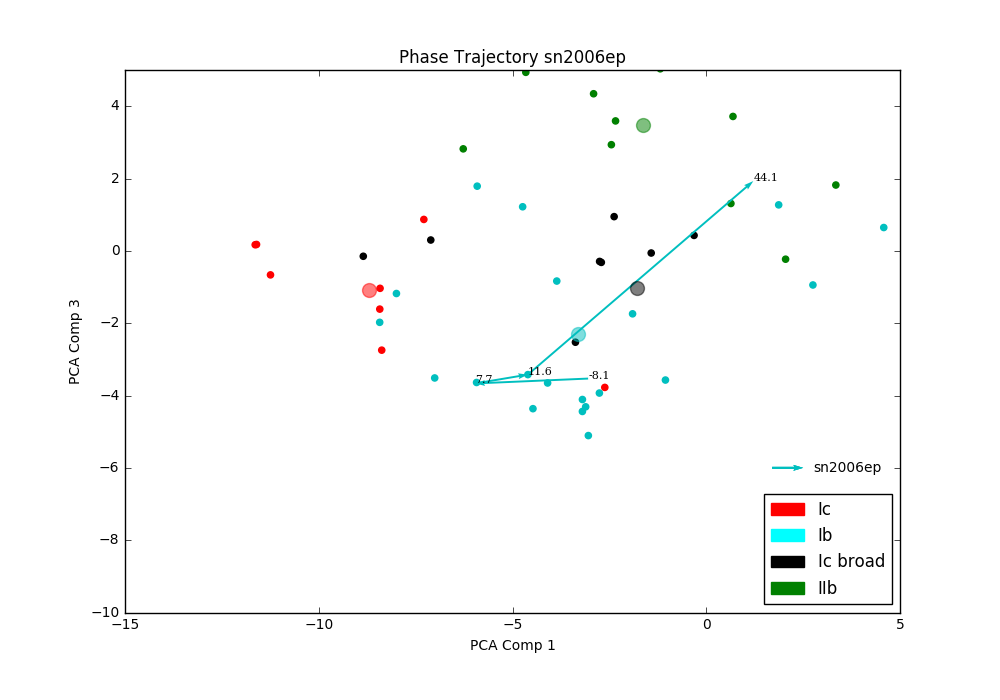 Phase Trajectory sn2006ep
4
2
0
−2
−4
−6
−8
−10
PCA Comp 3
44.1
7.7
11.6
-8.1
sn2006ep
Ic
Ib
Ic broad
IIb
−15
−10
−5
0
5
PCA Comp 1